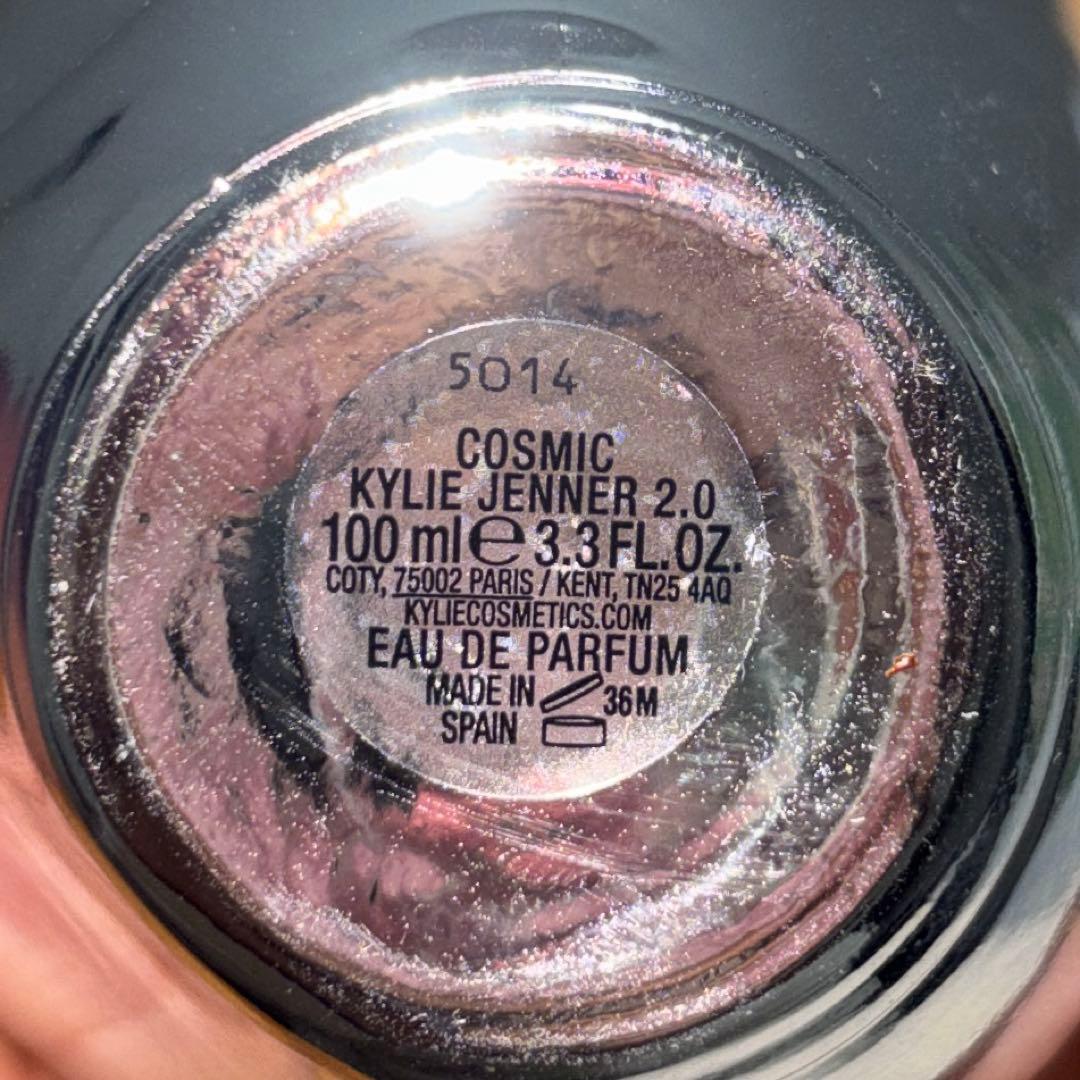 5014
COSMIC
KYLIE JENNER 2.0
100 ml e 3.3 FL.OZ.
COTY, 75002 PARIS / KENT, TN25 4AQ
KYLIECOSMETICS.COM
EAU DE PARFUM
MADE IN 36 M
SPAIN